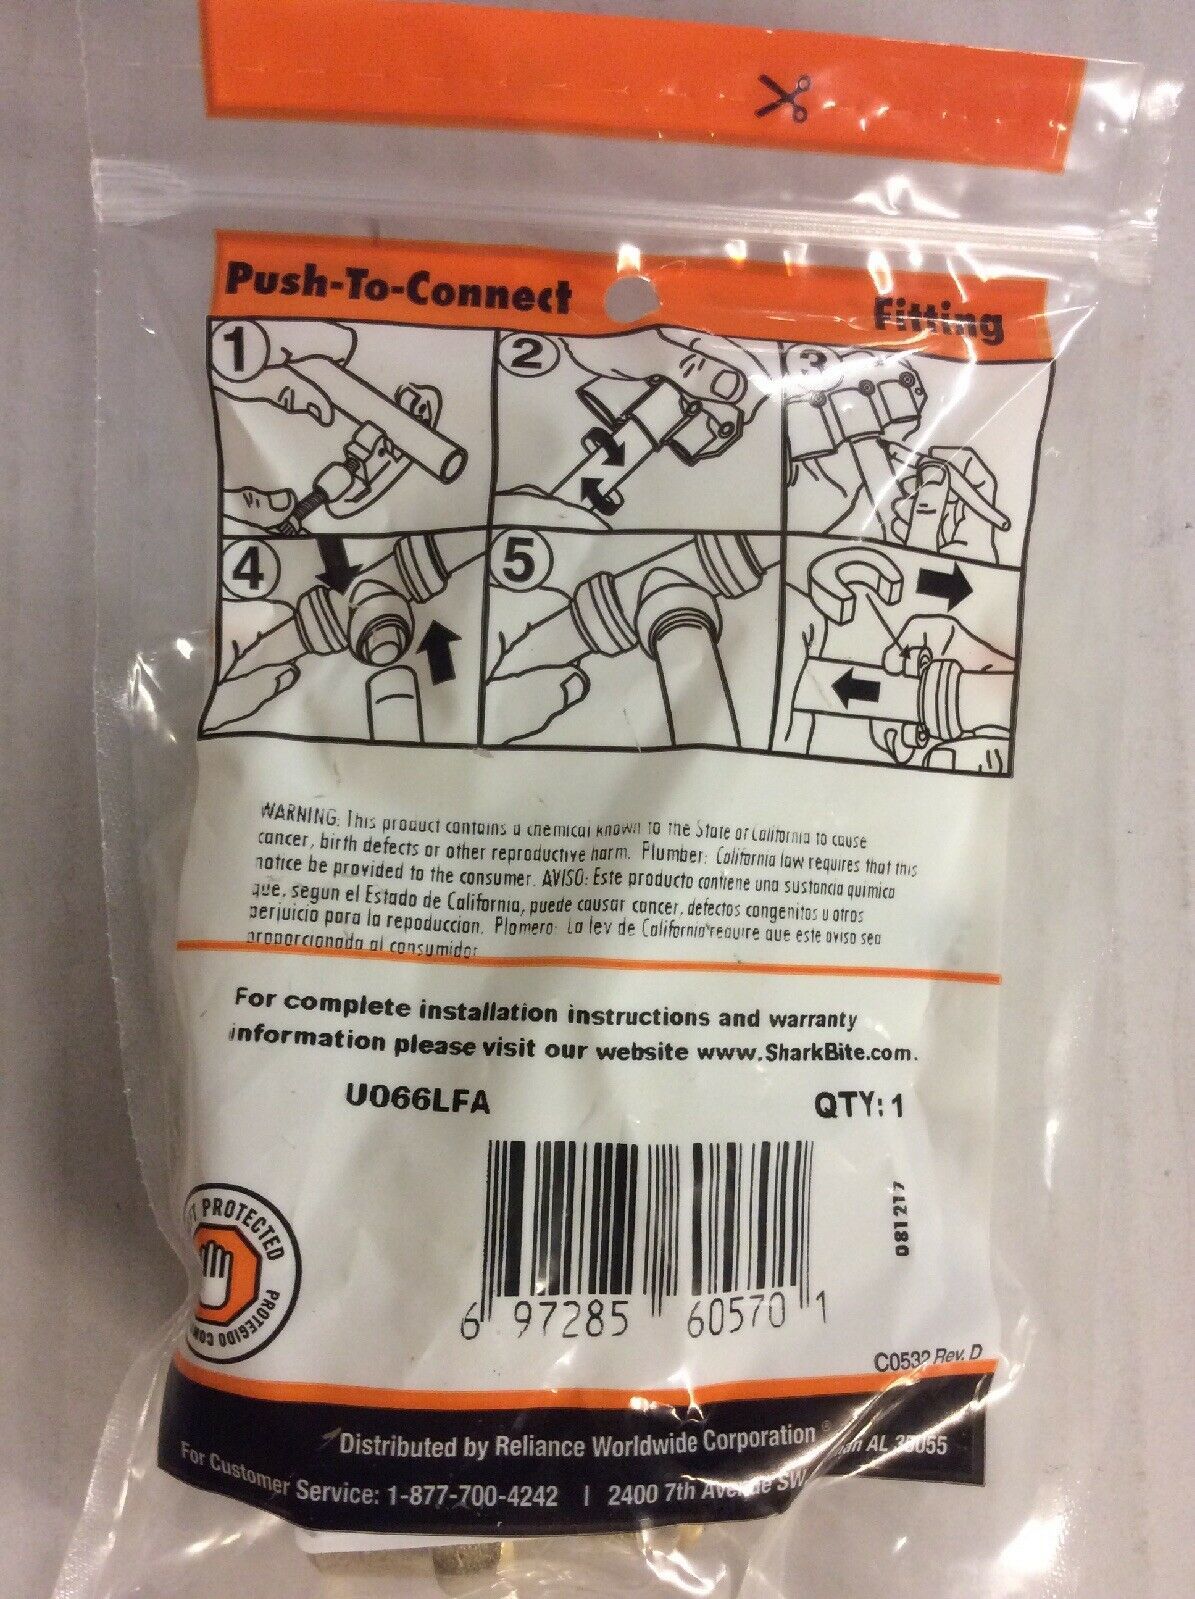 Push-To-Connect Fitting
1
2
3
4
5
WARNING: This product contains a chemical known to the State of California to cause
cancer, birth defects or other reproductive harm. Plumber: California law requires that this
notice be provided to the consumer. AVISO: Este producto contiene una sustancia quimica
que, segun el Estado de California, puede causar cancer, defectos congenitos u otros
perjuicio para la repoduccion. Plomero: La ley de California require que este aviso sea
proporcionada al consumidor
For complete installation instructions and warranty
information please visit our website www.SharkBite.com.
U066LFA QTY: 1
PROTECTED
PROTEGIDO
081217
6 97285 60570 1
C0532 Rev. D
Distributed by Reliance Worldwide Corporation®
For Customer Service: 1-877-700-4242 | 2400 7th Avenue SW
AL 35055